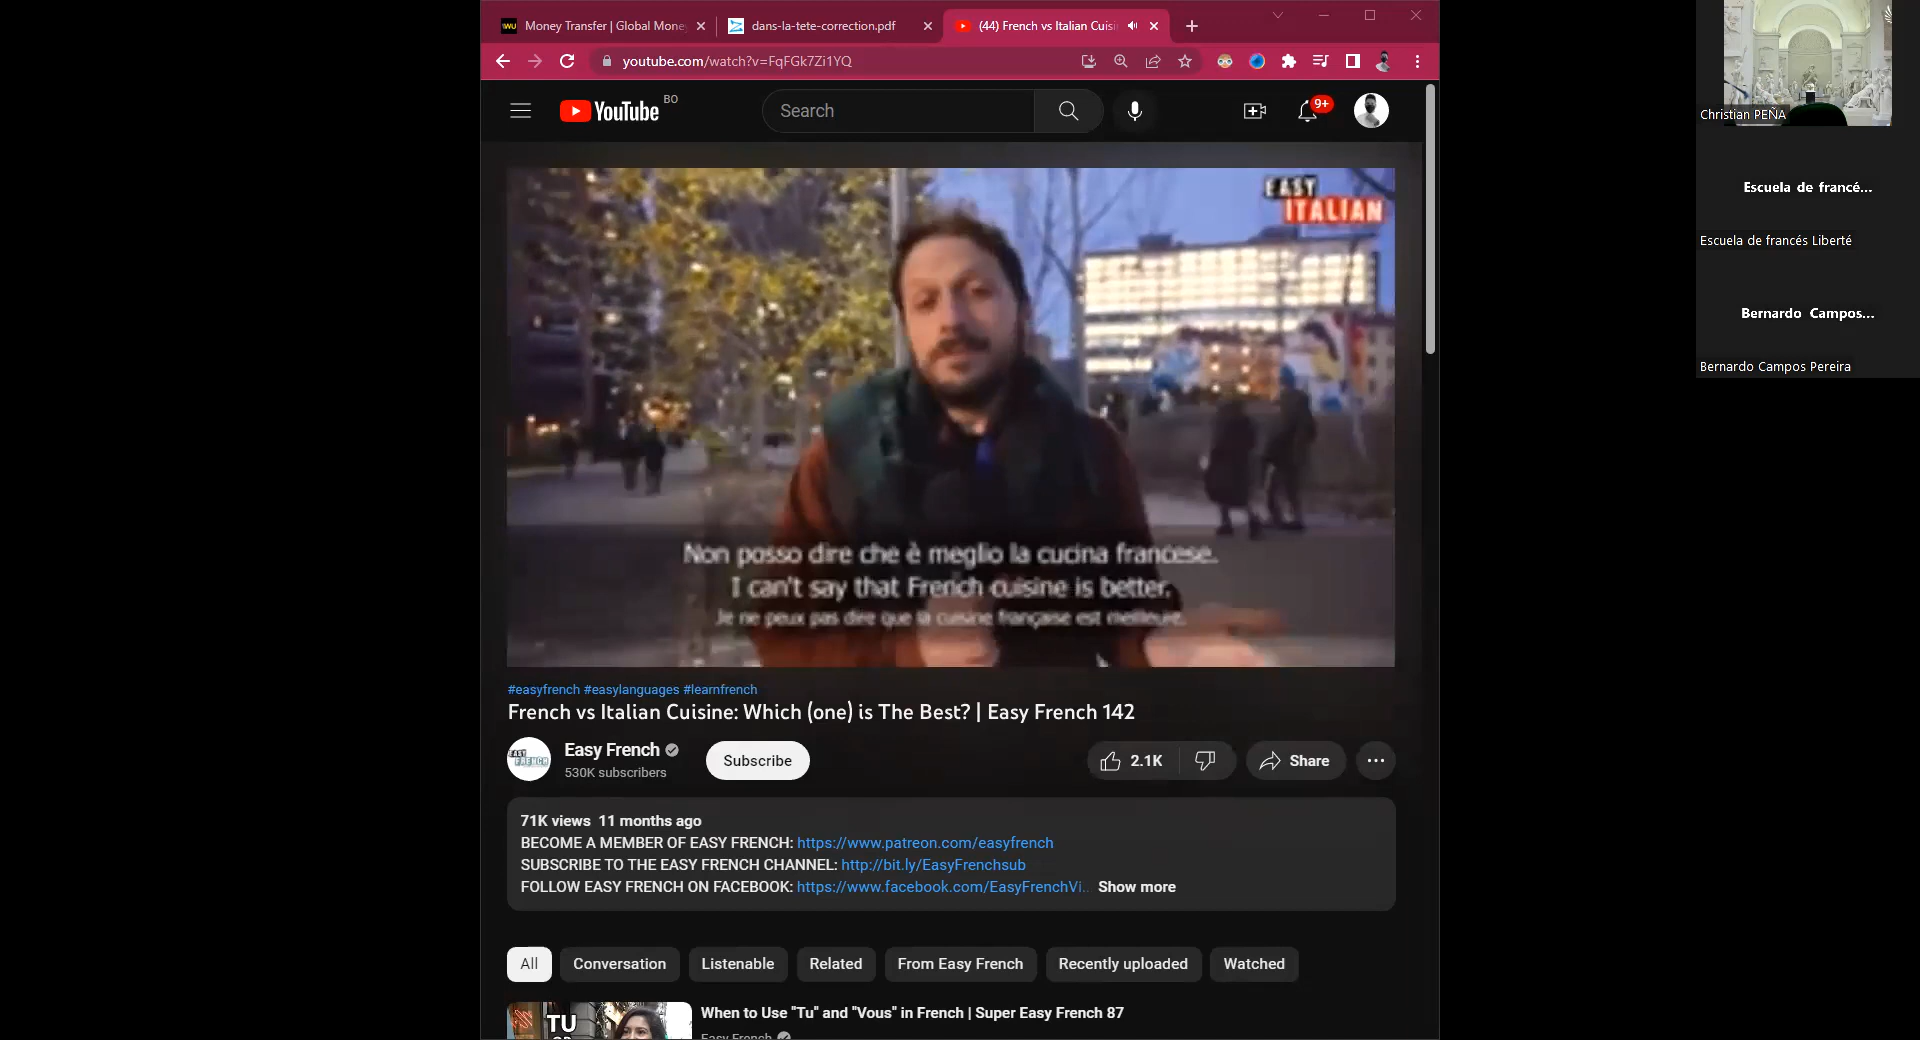 Money Transfer | Global Mone
dans-la-tete-correction.pdf
(44) French vs Italian Cuisi
youtube.com/watch?v=FqFGk7Zi1YQ
YouTube BO
Search
9+
EASY
ITALIAN
Non posso dire che è meglio la cucina francese.
I can't say that French cuisine is better.
Je ne peux pas dire que la cuisine française est meilleure.
#easyfrench #easylanguages #learnfrench
French vs Italian Cuisine: Which (one) is The Best? | Easy French 142
EASY FRENCH
Easy French
530K subscribers
Subscribe
2.1K
Share
71K views 11 months ago
BECOME A MEMBER OF EASY FRENCH: https://www.patreon.com/easyfrench
SUBSCRIBE TO THE EASY FRENCH CHANNEL: http://bit.ly/EasyFrenchsub
FOLLOW EASY FRENCH ON FACEBOOK: https://www.facebook.com/EasyFrenchVi... Show more
All Conversation Listenable Related From Easy French Recently uploaded Watched
TU
When to Use "Tu" and "Vous" in French | Super Easy French 87
Easy French
Christian PEÑA
Escuela de francé...
Escuela de francés Liberté
Bernardo Campos...
Bernardo Campos Pereira